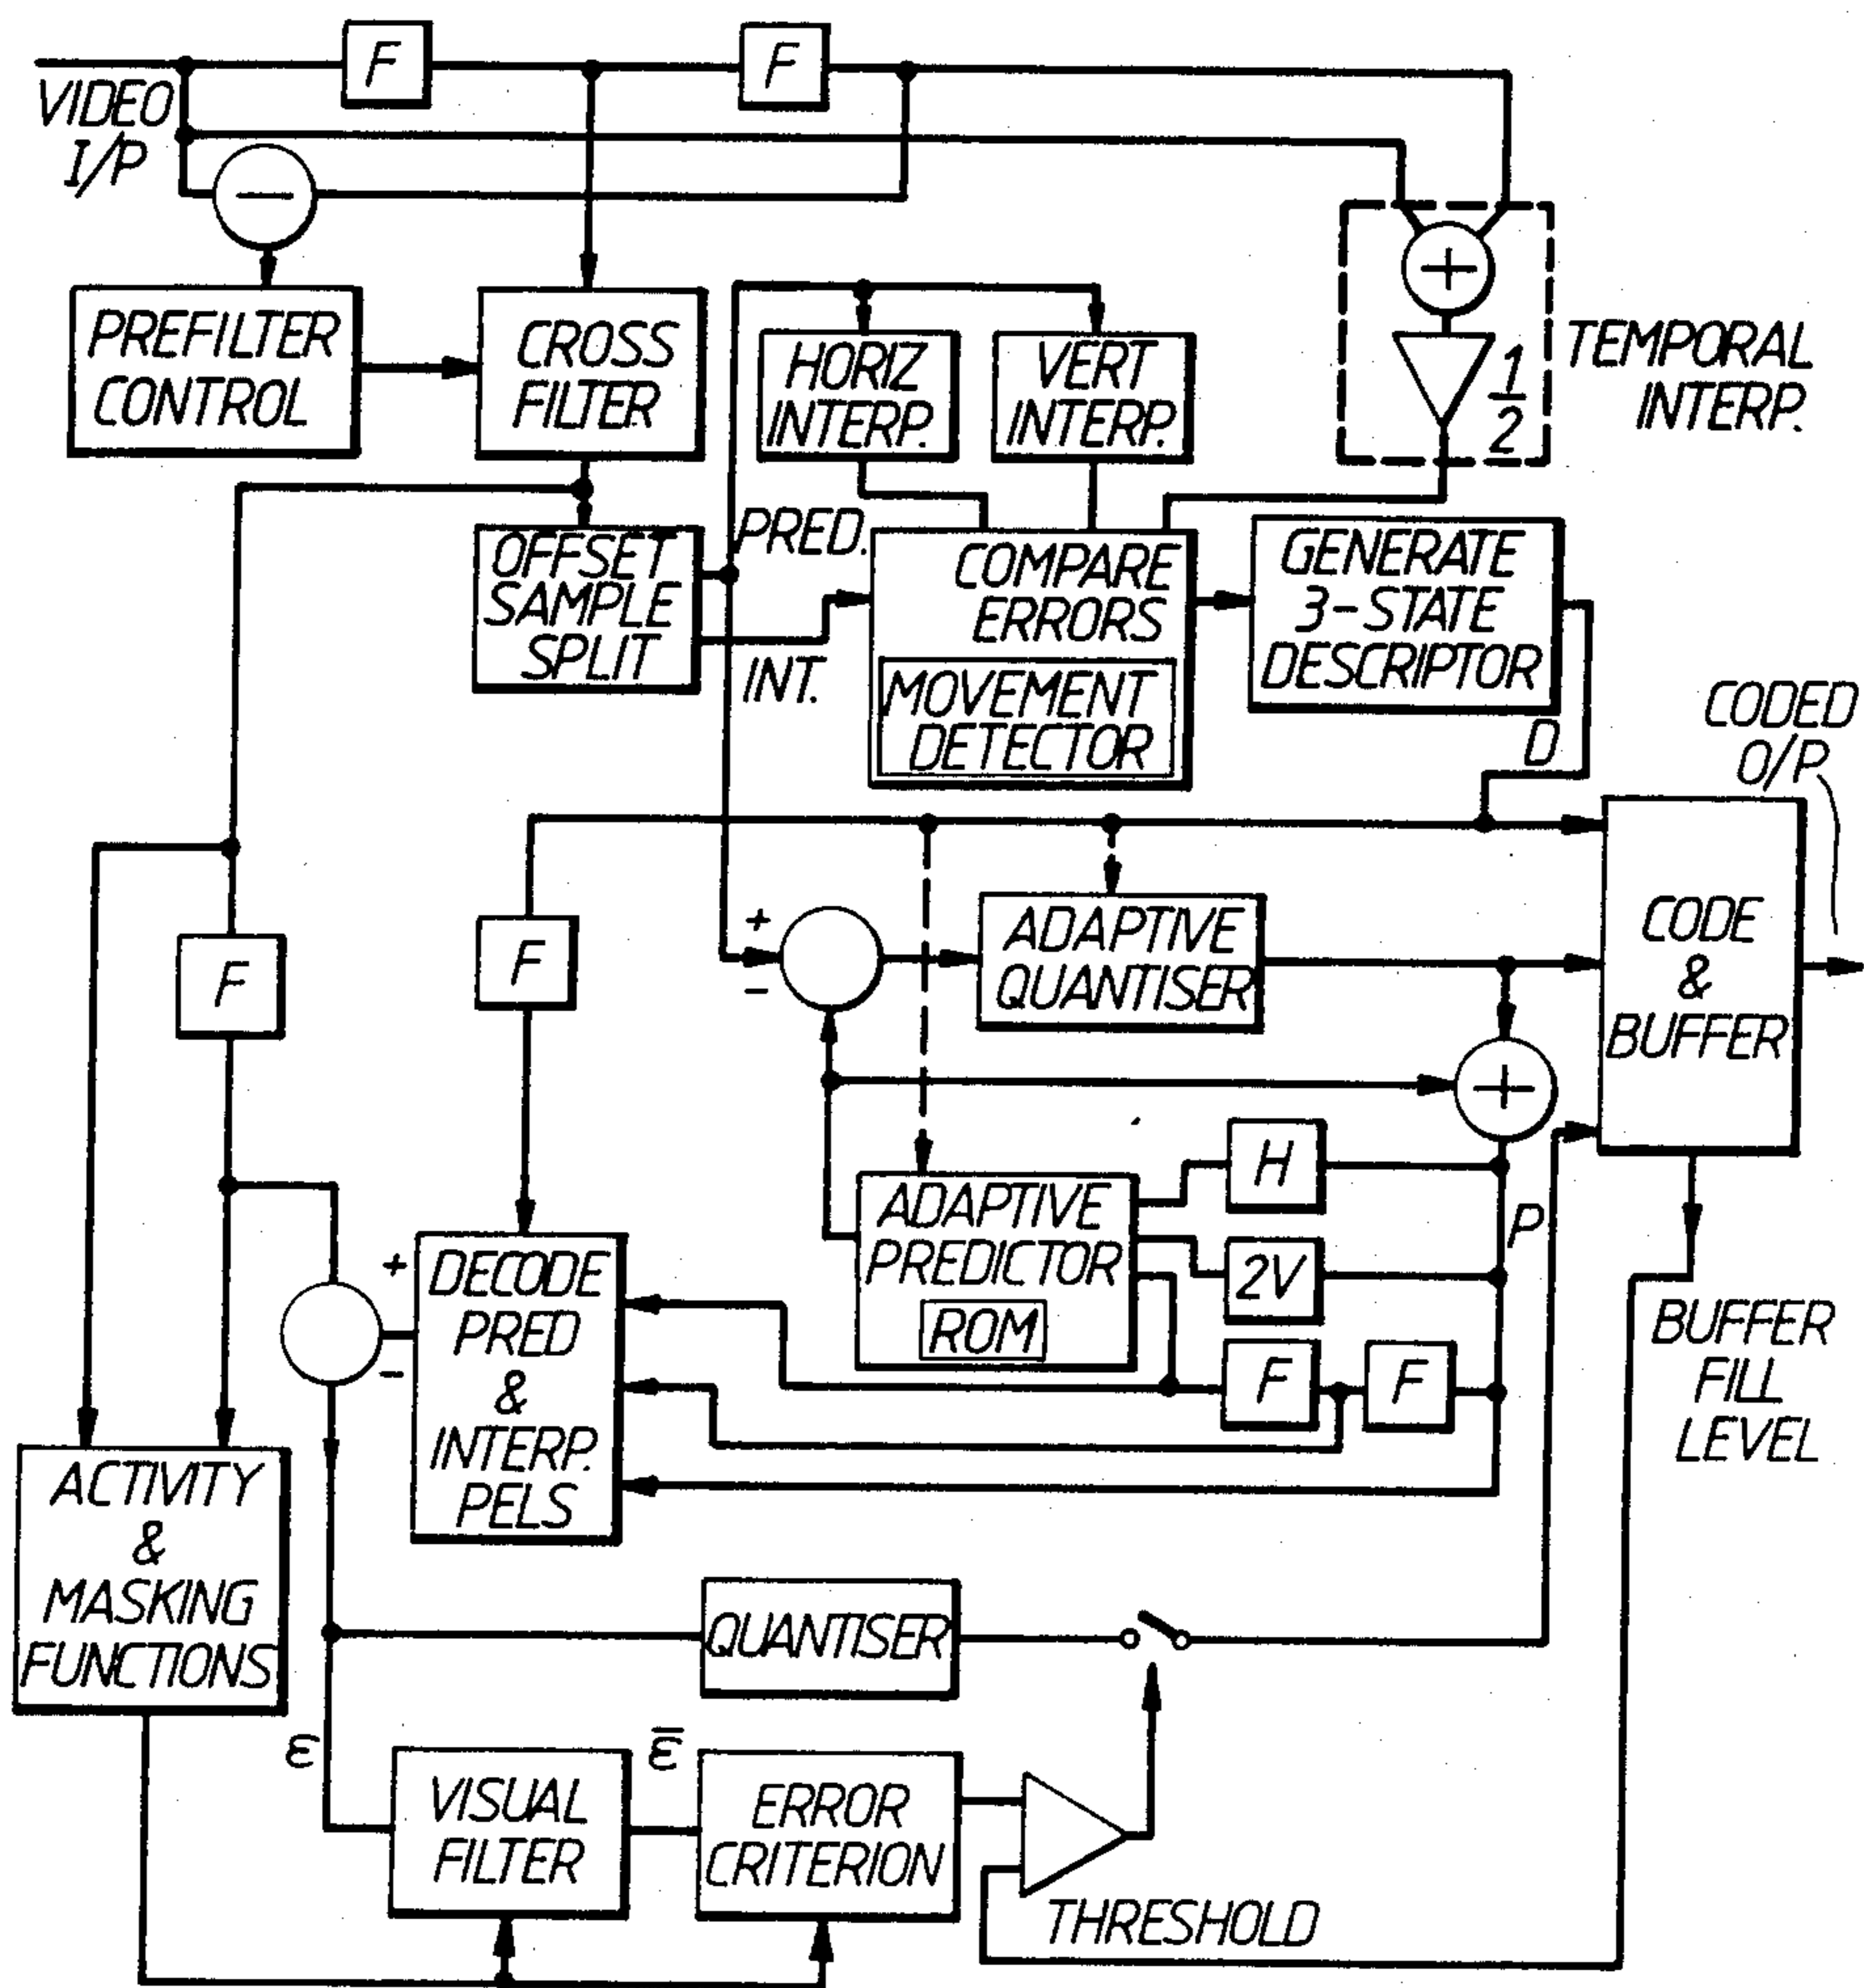 F
F
VIDEO
I/P
−
+
PREFILTER
CONTROL
CROSS
FILTER
HORIZ
INTERP.
VERT
INTERP.
1/2
TEMPORAL
INTERP.
OFFSET
SAMPLE
SPLIT
PRED.
INT.
COMPARE
ERRORS
MOVEMENT
DETECTOR
GENERATE
3-STATE
DESCRIPTOR
D
CODED
O/P
F
F
+
−
ADAPTIVE
QUANTISER
CODE
&
BUFFER
+
H
ADAPTIVE
PREDICTOR
ROM
2V
P
F
F
BUFFER
FILL
LEVEL
+
−
DECODE
PRED
&
INTERP.
PELS
ACTIVITY
&
MASKING
FUNCTIONS
QUANTISER
ε
VISUAL
FILTER
ε̄
ERROR
CRITERION
THRESHOLD